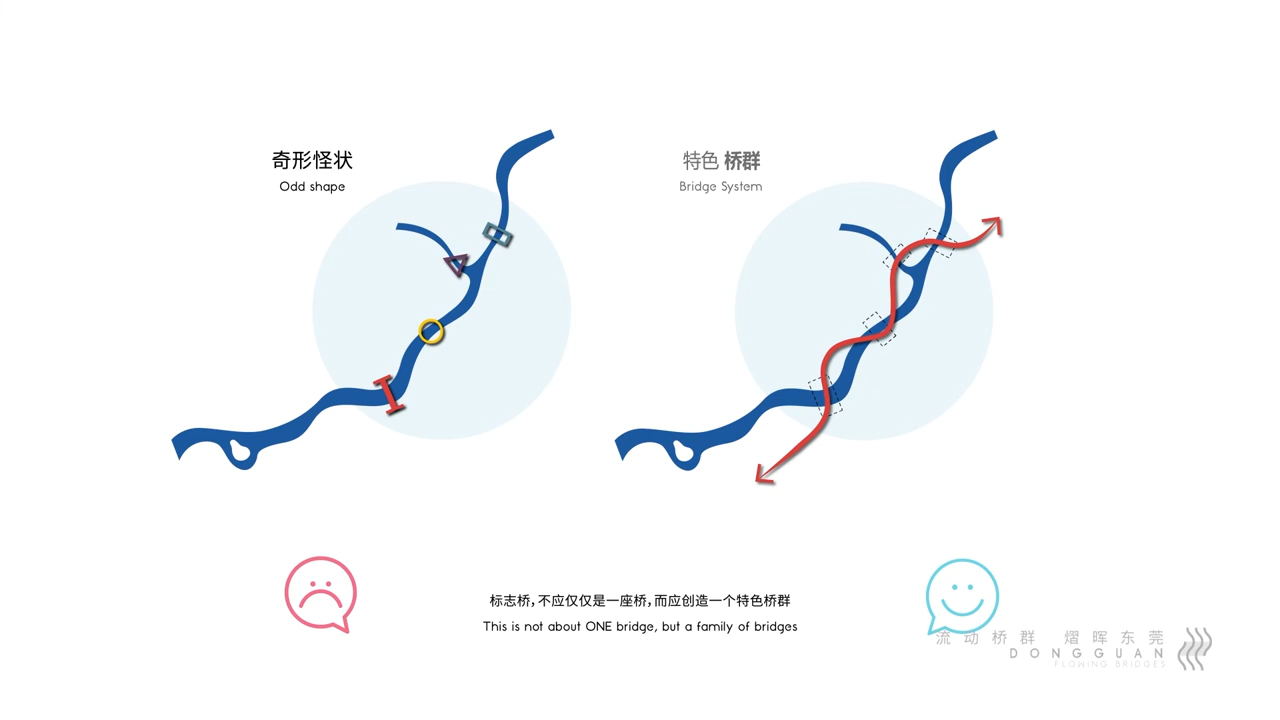 奇形怪状
Odd shape
特色 桥群
Bridge System
标志桥,不应仅仅是一座桥,而应创造一个特色桥群
This is not about ONE bridge, but a family of bridges
流动桥群 熠晖东莞
DONGGUAN
FLOWING BRIDGES